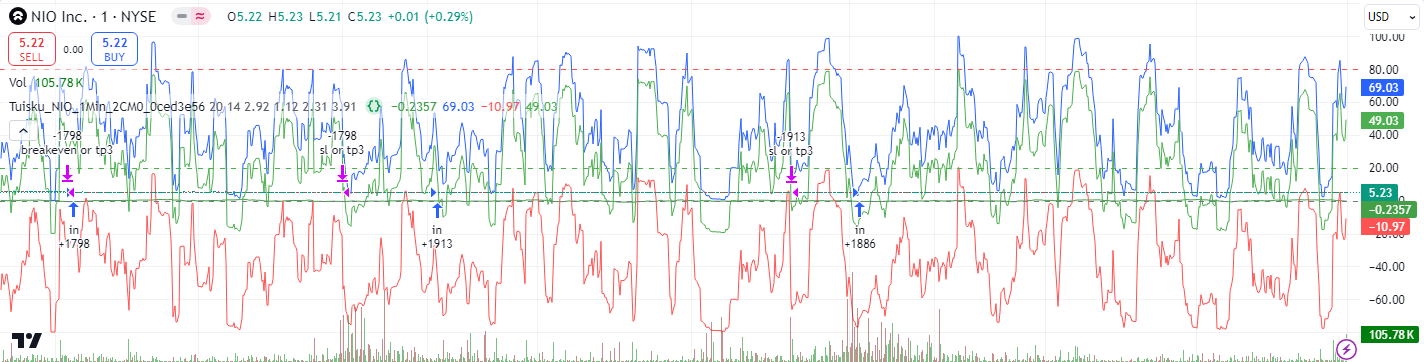 NIO Inc. · 1 · NYSE O5.22 H5.23 L5.21 C5.23 +0.01 (+0.29%)
USD
100.00
5.22 SELL
0.00
5.22 BUY
80.00
Vol 105.78 K
69.03
60.00
Tuisku_NIO_1Min_2CM0_0ced3e56 20 14 2.92 1.12 2.31 3.91 {} −0.2357 69.03 −10.97 49.03
49.03
-1798
breakeven or tp3
-1798
sl or tp3
-1913
sl or tp3
40.00
20.00
5.23
−0.2357
−10.97
in
+1798
in
+1913
in
+1886
−40.00
−60.00
105.78 K